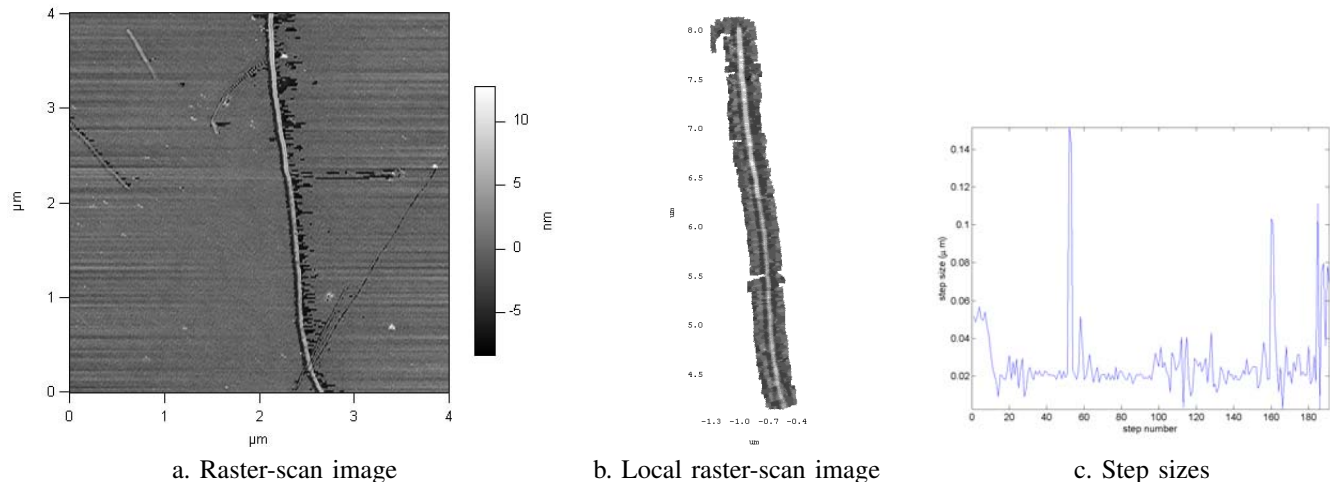 4
3
2
1
0
µm
0
1
2
3
4
µm
10
5
0
-5
nm
8.0
7.5
7.0
6.5
6.0
5.5
5.0
4.5
um
-1.3 -1.0 -0.7 -0.4
um
0.14
0.12
0.1
0.08
0.06
0.04
0.02
step size (µ m)
0 20 40 60 80 100 120 140 160 180
step number
a. Raster-scan image
b. Local raster-scan image
c. Step sizes